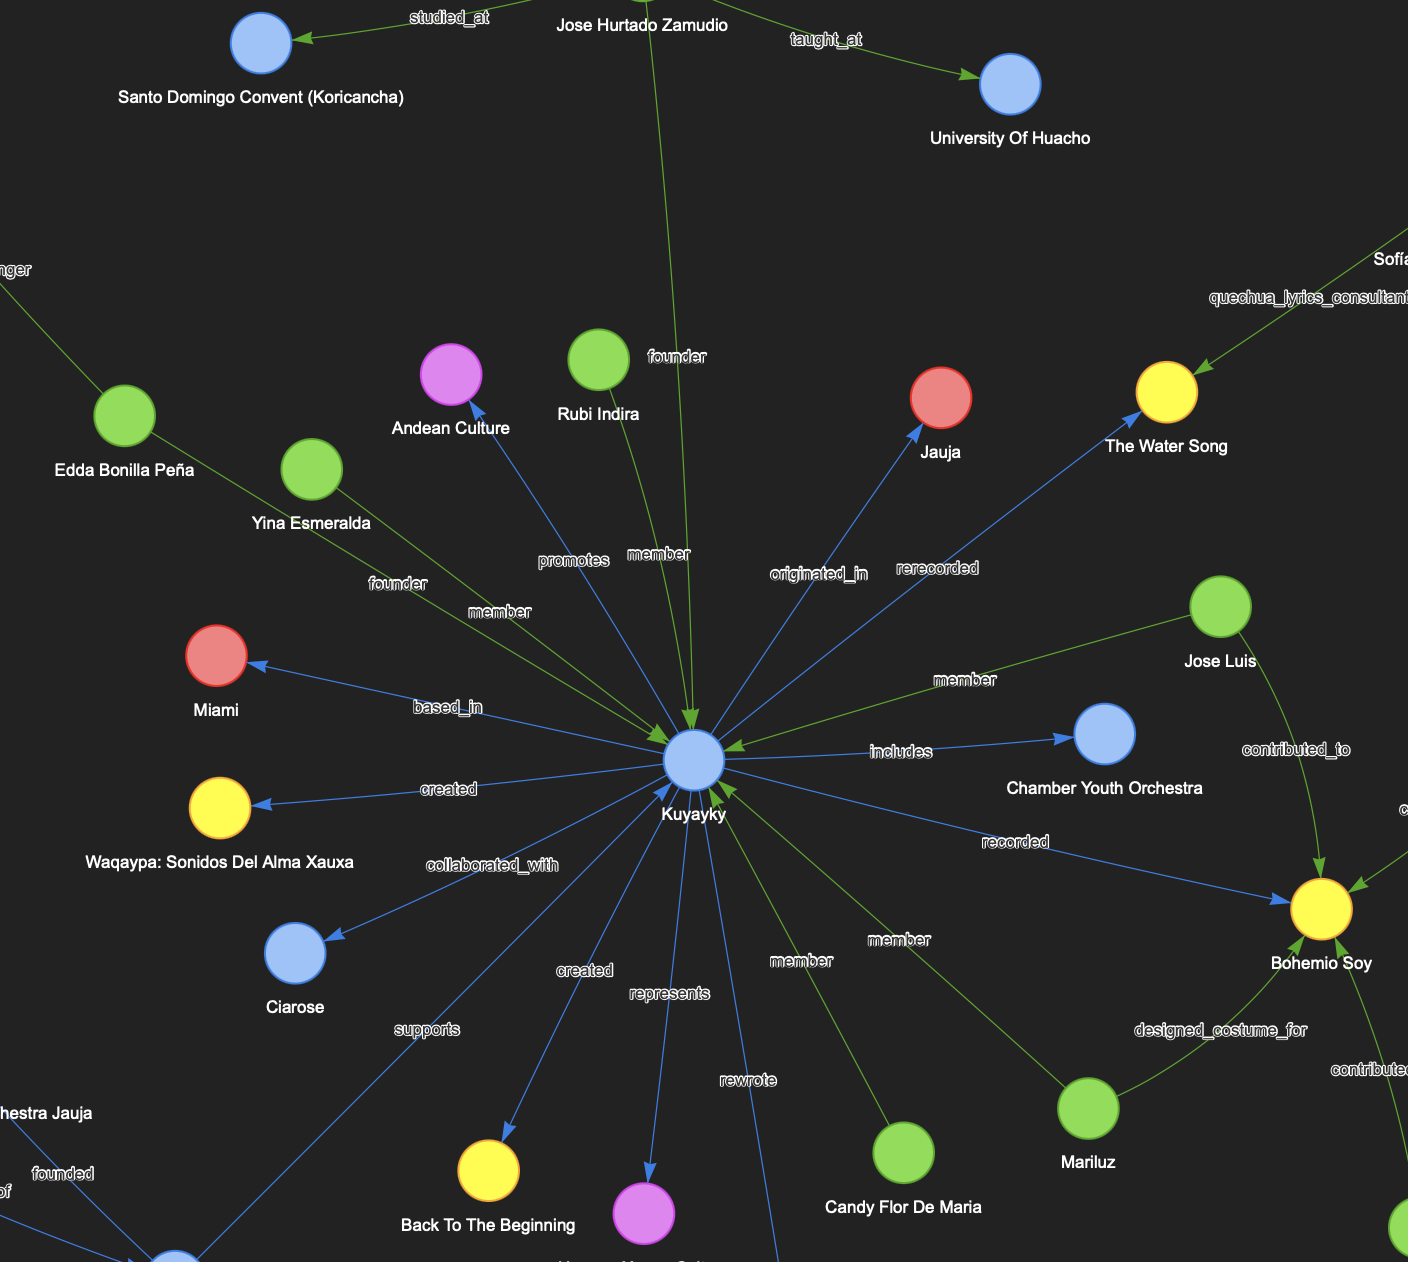 studied_at
Jose Hurtado Zamudio
taught_at
Santo Domingo Convent (Koricancha)
University Of Huacho
Sofía
quechua_lyrics_consultant
founder
Andean Culture
Rubi Indira
Jauja
The Water Song
Edda Bonilla Peña
Yina Esmeralda
promotes
member
originated_in
rerecorded
founder
member
Jose Luis
member
Miami
based_in
contributed_to
includes
Chamber Youth Orchestra
created
Kuyayky
Waqaypa: Sonidos Del Alma Xauxa
collaborated_with
recorded
member
member
Bohemio Soy
created
represents
Ciarose
supports
designed_costume_for
rewrote
contributed
hestra Jauja
founded
of
Mariluz
Candy Flor De Maria
Back To The Beginning